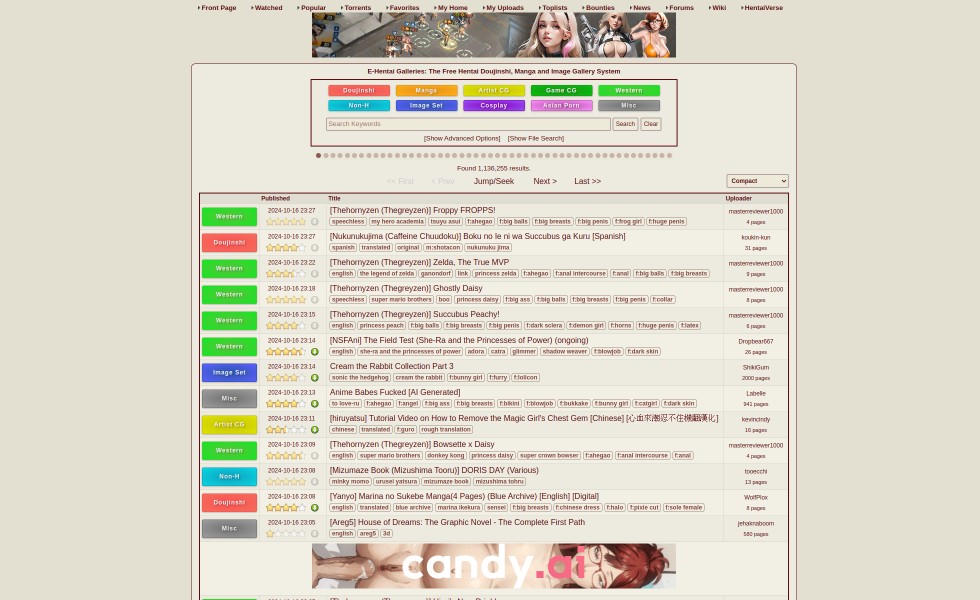 Front Page Watched Popular Torrents Favorites My Home My Uploads Toplists Bounties News Forums Wiki HentaiVerse
E-Hentai Galleries: The Free Hentai Doujinshi, Manga and Image Gallery System
Doujinshi Manga Artist CG Game CG Western
Non-H Image Set Cosplay Asian Porn Misc
Search Keywords Search Clear
[Show Advanced Options] [Show File Search]
Found 1,136,255 results.
<< First < Prev Jump/Seek Next > Last >> Compact
Published Title Uploader
Western 2024-10-16 23:27 [Thehornyzen (Thegreyzen)] Froppy FROPPS! masterreviewer1000
speechless my hero academia tsuyu asui f:ahegao f:big balls f:big breasts f:big penis f:frog girl f:huge penis 4 pages
Doujinshi 2024-10-16 23:27 [Nukunukujima (Caffeine Chuudoku)] Boku no Ie ni wa Succubus ga Kuru [Spanish] koukin-kun
spanish translated original m:shotacon nukunuku jima 31 pages
Western 2024-10-16 23:22 [Thehornyzen (Thegreyzen)] Zelda, The True MVP masterreviewer1000
english the legend of zelda ganondorf link princess zelda f:ahegao f:anal intercourse f:anal f:big balls f:big breasts 9 pages
Western 2024-10-16 23:18 [Thehornyzen (Thegreyzen)] Ghostly Daisy masterreviewer1000
speechless super mario brothers boo princess daisy f:big ass f:big balls f:big breasts f:big penis f:collar 8 pages
Western 2024-10-16 23:15 [Thehornyzen (Thegreyzen)] Succubus Peachy! masterreviewer1000
english princess peach f:big balls f:big breasts f:big penis f:dark sclera f:demon girl f:horns f:huge penis f:latex 6 pages
Western 2024-10-16 23:14 [NSFAni] The Field Test (She-Ra and the Princesses of Power) (ongoing) Dropbear667
english she-ra and the princesses of power adora catra glimmer shadow weaver f:blowjob f:dark skin 26 pages
Image Set 2024-10-16 23:14 Cream the Rabbit Collection Part 3 ShikiGum
sonic the hedgehog cream the rabbit f:bunny girl f:furry f:lolicon 2000 pages
Misc 2024-10-16 23:13 Anime Babes Fucked [AI Generated] Labelle
to love-ru f:ahegao f:angel f:big ass f:big breasts f:bikini f:blowjob f:bukkake f:bunny girl f:catgirl f:dark skin 941 pages
Artist CG 2024-10-16 23:11 [hiruyatsu] Tutorial Video on How to Remove the Magic Girl's Chest Gem [Chinese] kevincindy
chinese translated f:guro rough translation 16 pages
Western 2024-10-16 23:09 [Thehornyzen (Thegreyzen)] Bowsette x Daisy masterreviewer1000
english super mario brothers donkey kong princess daisy super crown bowser f:ahegao f:anal intercourse f:anal 4 pages
Non-H 2024-10-16 23:08 [Mizumaze Book (Mizushima Tooru)] DORIS DAY (Various) tooecchi
minky momo urusei yatsura mizumaze book mizushima tohru 13 pages
Doujinshi 2024-10-16 23:08 [Yanyo] Marina no Sukebe Manga(4 Pages) (Blue Archive) [English] [Digital] WolfPlox
english translated blue archive marina ikekura sensei f:big breasts f:chinese dress f:halo f:pixie cut f:sole female 8 pages
Misc 2024-10-16 23:05 [Areg5] House of Dreams: The Graphic Novel - The Complete First Path jehaknaboom
english areg5 3d 580 pages
candy.ai